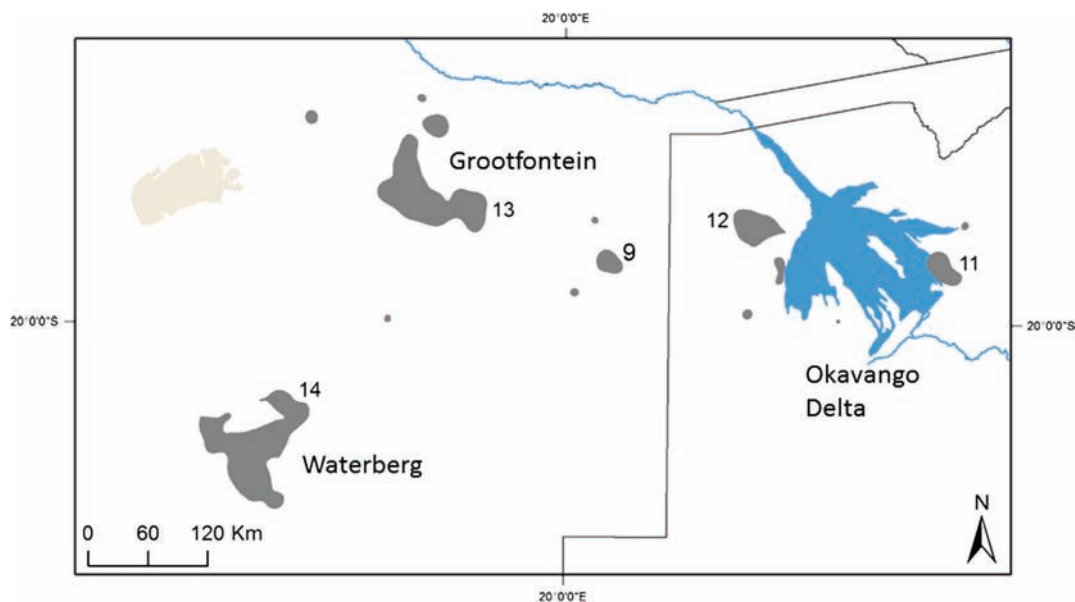 20°0'0"E
Grootfontein
13
12
9
11
20°0'0"S
20°0'0"S
14
Okavango
Delta
Waterberg
0 60 120 Km
N
20°0'0"E